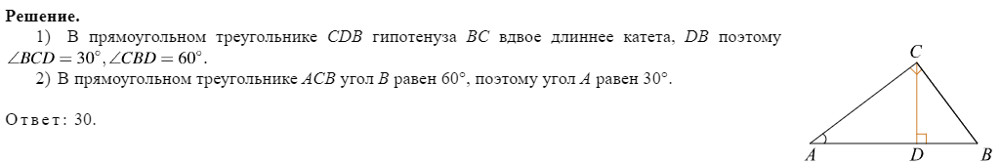 Решение.
1) В прямоугольном треугольнике CDB гипотенуза BC вдвое длиннее катета, DB поэтому
∠BCD = 30°, ∠CBD = 60°.
2) В прямоугольном треугольнике ACB угол B равен 60°, поэтому угол A равен 30°.
Ответ: 30.
C
A D B